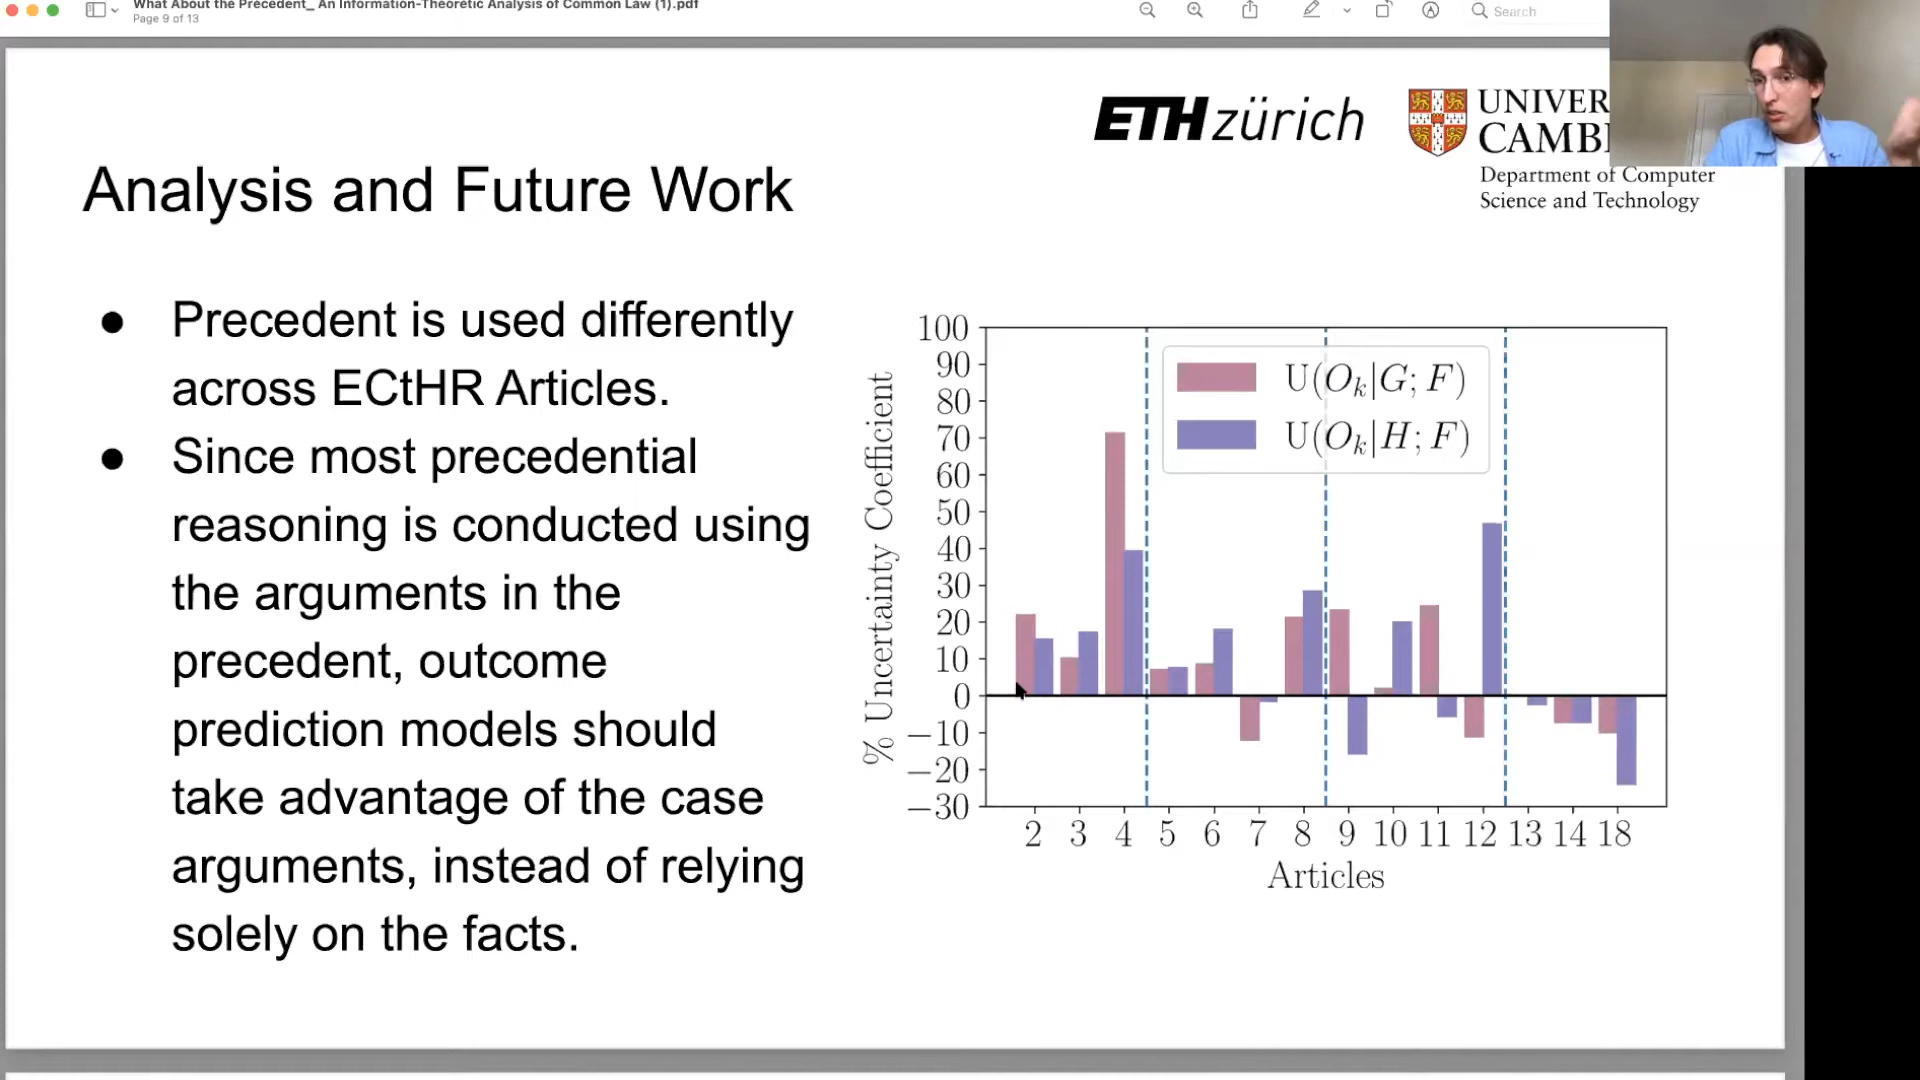 What About the Precedent_ An Information-Theoretic Analysis of Common Law (1).pdf
Page 9 of 13
Search
ETH zürich
UNIVER
CAMB
Department of Computer
Science and Technology
Analysis and Future Work
● Precedent is used differently
across ECtHR Articles.
● Since most precedential
reasoning is conducted using
the arguments in the
precedent, outcome
prediction models should
take advantage of the case
arguments, instead of relying
solely on the facts.
% Uncertainty Coefficient
100
90
80
70
60
50
40
30
20
10
0
−10
−20
−30
U(Oₖ|G; F)
U(Oₖ|H; F)
2 3 4 5 6 7 8 9 10 11 12 13 14 18
Articles